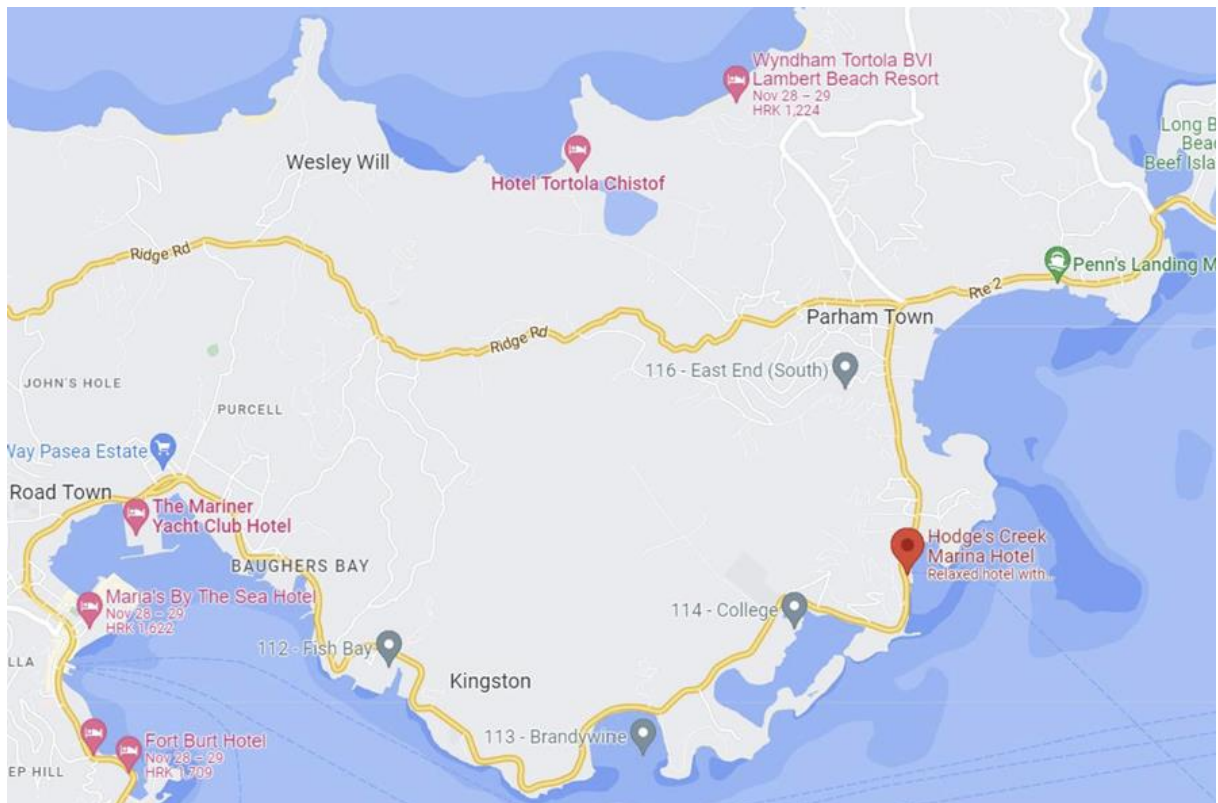 Wyndham Tortola BVI
Lambert Beach Resort
Nov 28 – 29
HRK 1,224
Long B
Beac
Beef Isla
Wesley Will
Hotel Tortola Chistof
Ridge Rd
Penn's Landing M
Rte 2
Parham Town
Ridge Rd
116 - East End (South)
JOHN'S HOLE
PURCELL
Way Pasea Estate
Road Town
The Mariner
Yacht Club Hotel
Hodge's Creek
Marina Hotel
Relaxed hotel with...
BAUGHERS BAY
Maria's By The Sea Hotel
Nov 28 – 29
HRK 1,622
114 - College
112 - Fish Bay
LLA
Kingston
113 - Brandywine
Fort Burt Hotel
Nov 28 – 29
HRK 1,709
EP HILL